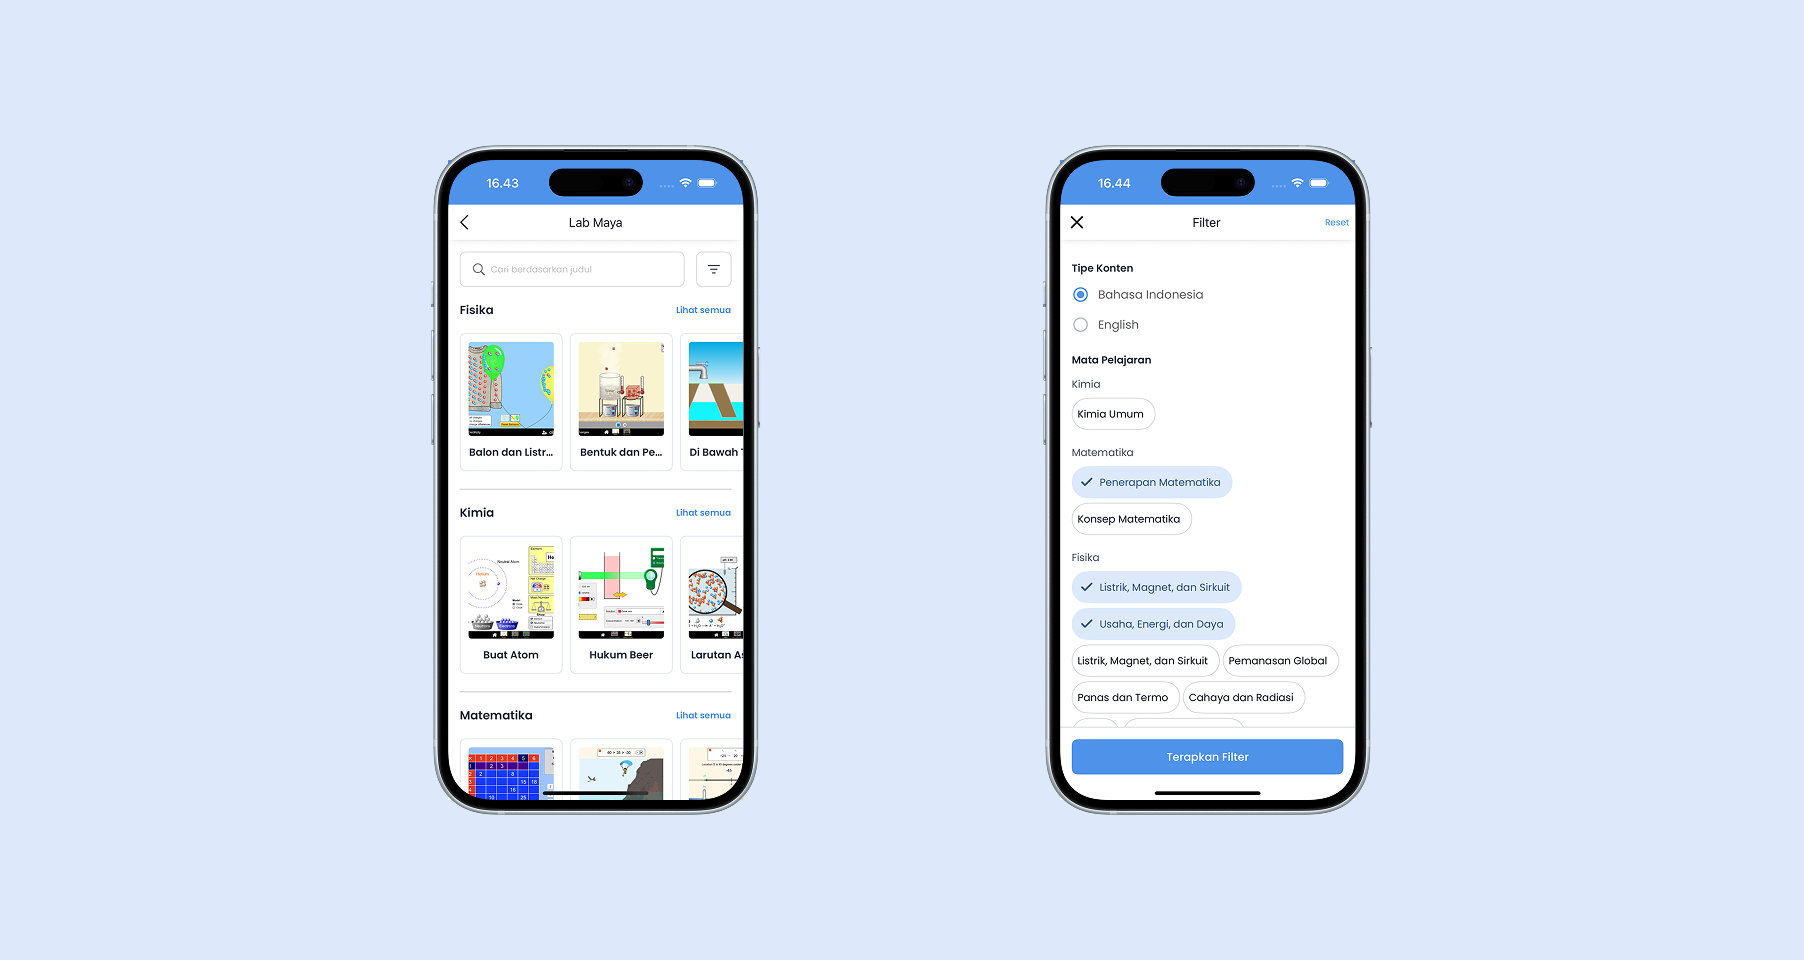 16.43
Lab Maya
Cari berdasarkan judul
Fisika
Lihat semua
Balon dan Listr...
Bentuk dan Pe...
Di Bawah
Kimia
Lihat semua
Buat Atom
Hukum Beer
Larutan
Matematika
Lihat semua
16.44
Filter
Reset
Tipe Konten
Bahasa Indonesia
English
Mata Pelajaran
Kimia
Kimia Umum
Matematika
Penerapan Matematika
Konsep Matematika
Fisika
Listrik, Magnet, dan Sirkuit
Usaha, Energi, dan Daya
Listrik, Magnet, dan Sirkuit
Pemanasan Global
Panas dan Termo
Cahaya dan Radiasi
Terapkan Filter